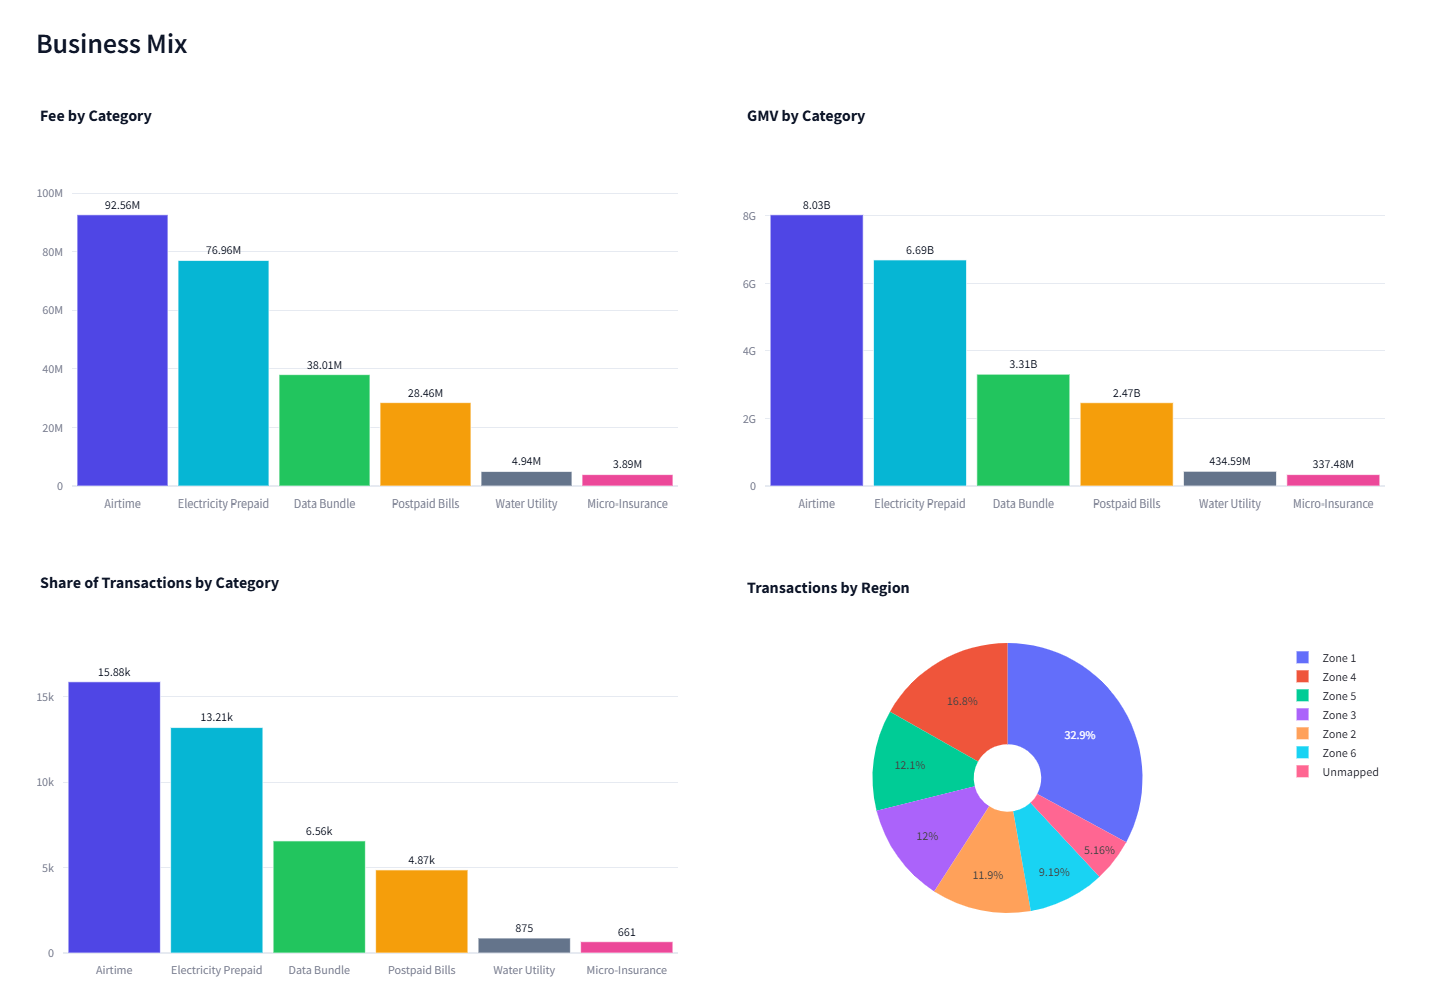 Business Mix
Fee by Category
100M
80M
60M
40M
20M
0
92.56M
76.96M
38.01M
28.46M
4.94M
3.89M
Airtime
Electricity Prepaid
Data Bundle
Postpaid Bills
Water Utility
Micro-Insurance
GMV by Category
8G
6G
4G
2G
0
8.03B
6.69B
3.31B
2.47B
434.59M
337.48M
Airtime
Electricity Prepaid
Data Bundle
Postpaid Bills
Water Utility
Micro-Insurance
Share of Transactions by Category
15k
10k
5k
0
15.88k
13.21k
6.56k
4.87k
875
661
Airtime
Electricity Prepaid
Data Bundle
Postpaid Bills
Water Utility
Micro-Insurance
Transactions by Region
32.9%
16.8%
12.1%
12%
11.9%
9.19%
5.16%
Zone 1
Zone 4
Zone 5
Zone 3
Zone 2
Zone 6
Unmapped